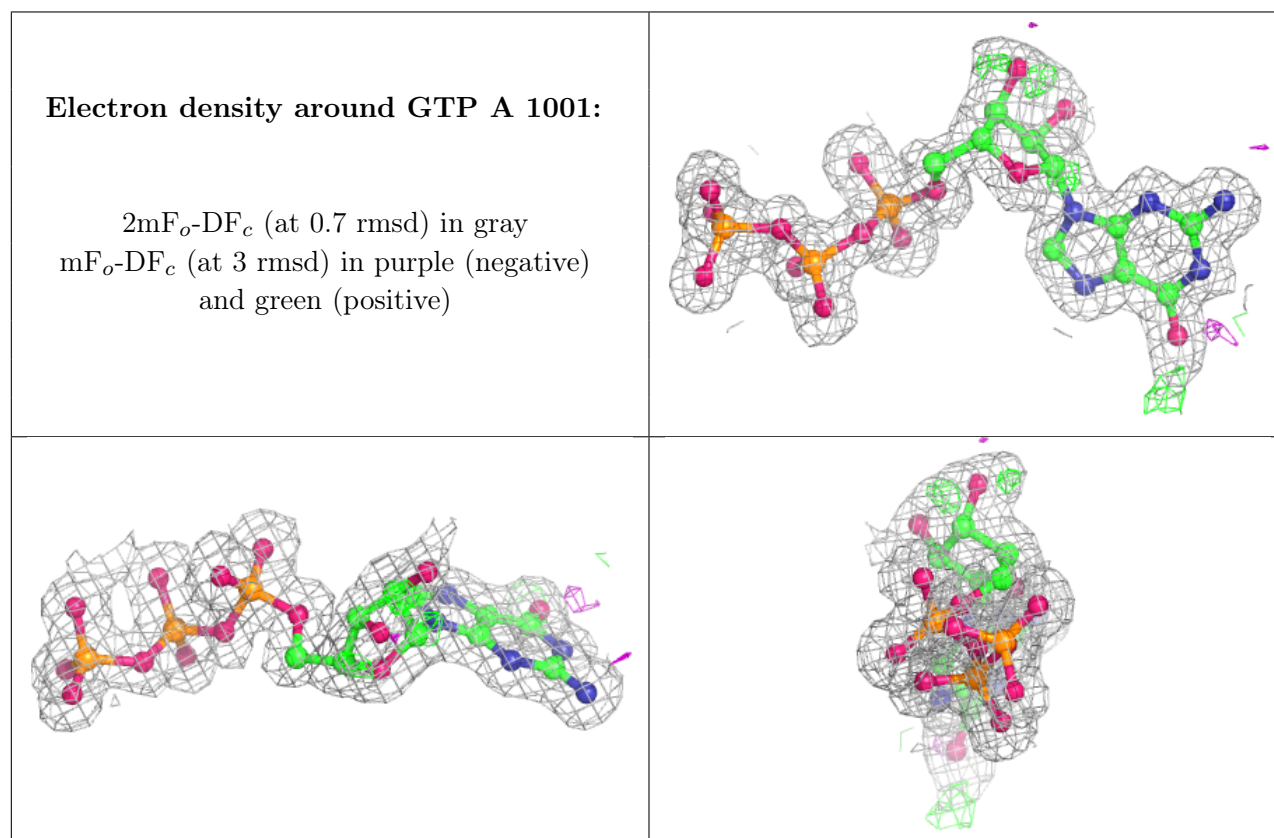 Electron density around GTP A 1001:
2mFo-DFc (at 0.7 rmsd) in gray
mFo-DFc (at 3 rmsd) in purple (negative)
and green (positive)